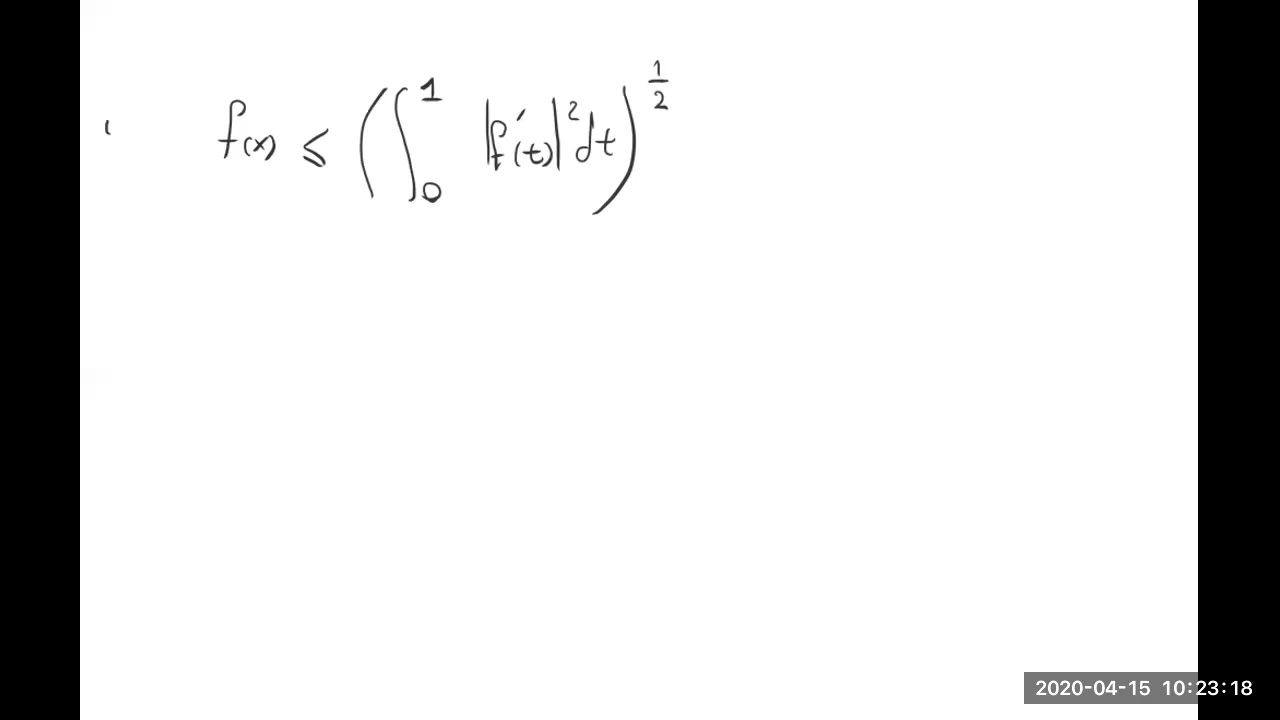 f(x) ≤ (∫₀¹ |f′(t)|² dt)^(1/2)
2020-04-15 10:23:18